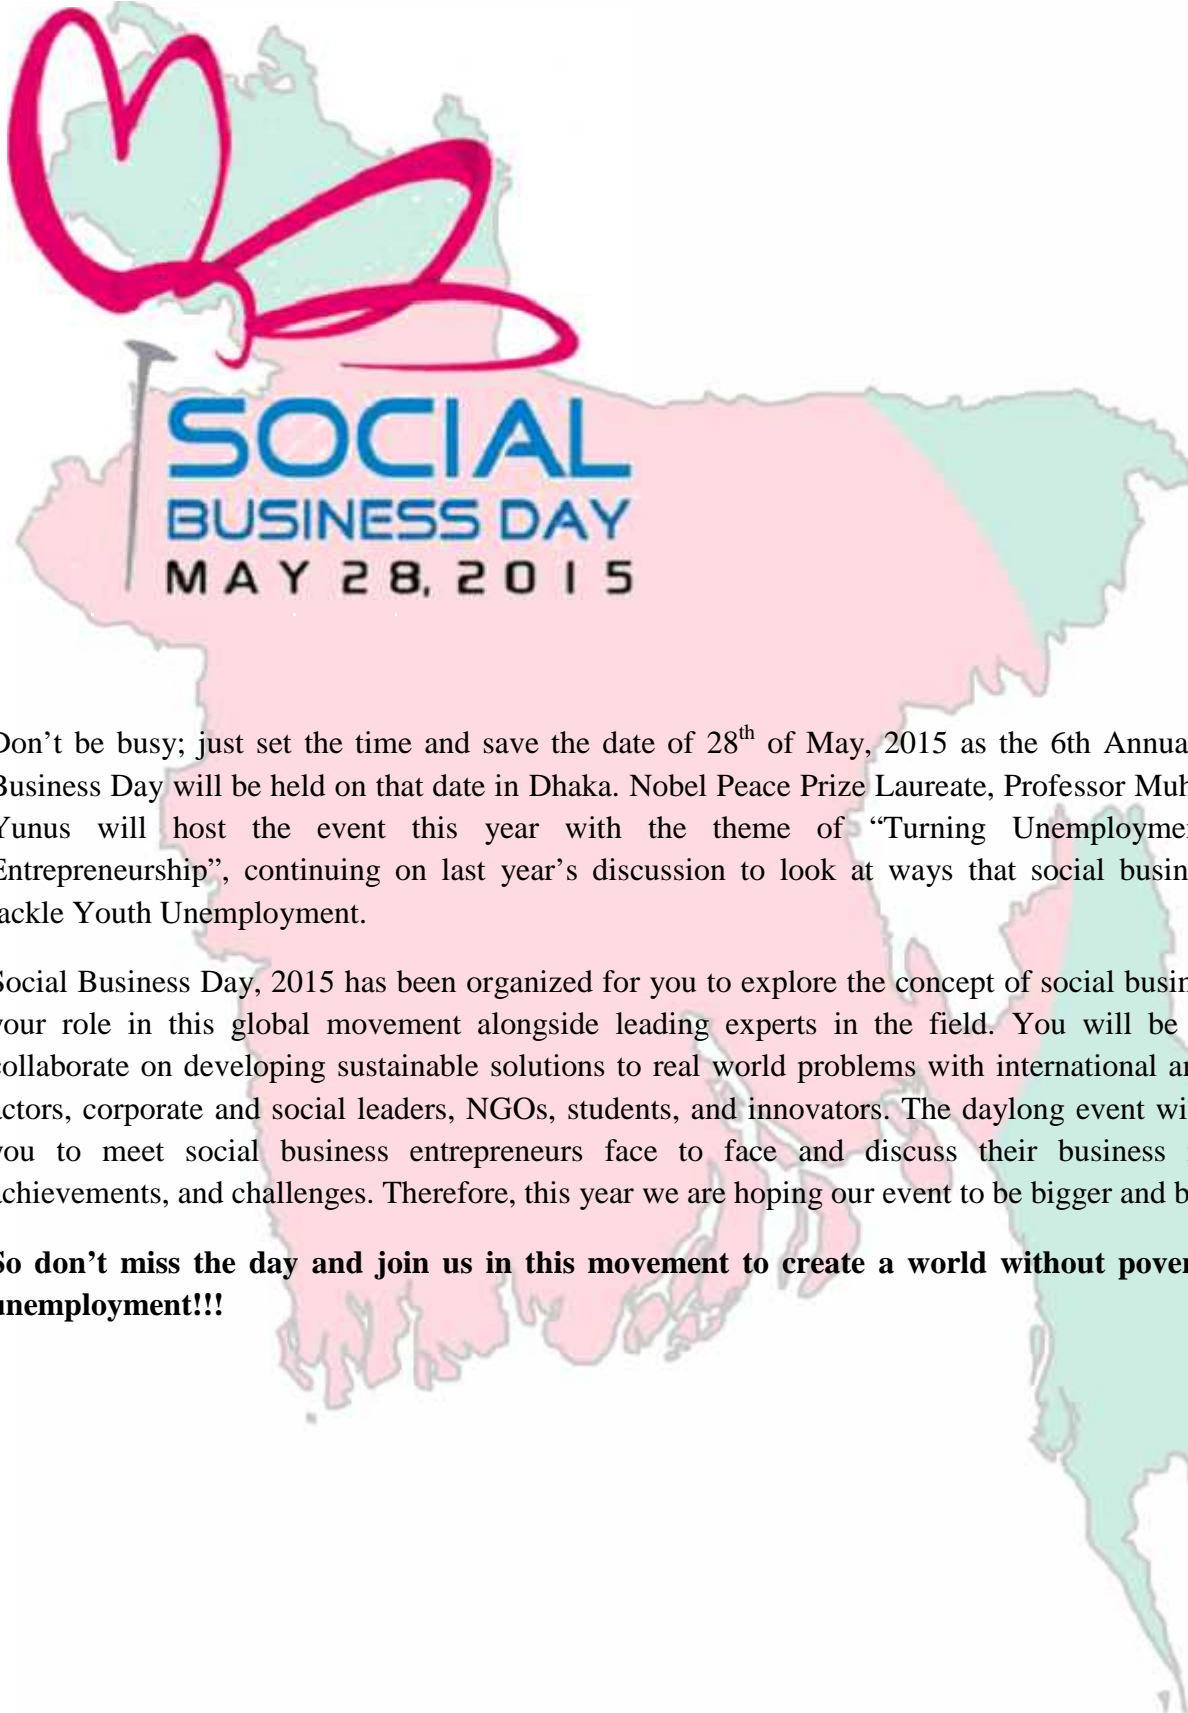 SOCIAL
BUSINESS DAY
MAY 28, 2015
Don’t be busy; just set the time and save the date of 28th of May, 2015 as the 6th Annua
Business Day will be held on that date in Dhaka. Nobel Peace Prize Laureate, Professor Muh
Yunus will host the event this year with the theme of “Turning Unemployme
Entrepreneurship”, continuing on last year’s discussion to look at ways that social busin
tackle Youth Unemployment.
Social Business Day, 2015 has been organized for you to explore the concept of social busin
your role in this global movement alongside leading experts in the field. You will be
collaborate on developing sustainable solutions to real world problems with international an
actors, corporate and social leaders, NGOs, students, and innovators. The daylong event wi
you to meet social business entrepreneurs face to face and discuss their business
achievements, and challenges. Therefore, this year we are hoping our event to be bigger and b
So don’t miss the day and join us in this movement to create a world without pover
unemployment!!!